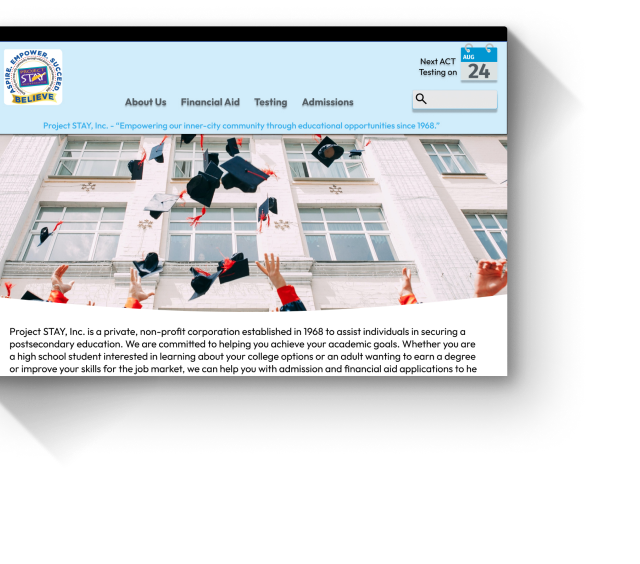 ASPIRE. EMPOWER. SUCCEED
PROJECT
STAY
BELIEVE
Next ACT
Testing on
AUG
24
About Us Financial Aid Testing Admissions
Project STAY, Inc. - “Empowering our inner-city community through educational opportunities since 1968.”
Project STAY, Inc. is a private, non-profit corporation established in 1968 to assist individuals in securing a
postsecondary education. We are committed to helping you achieve your academic goals. Whether you are
a high school student interested in learning about your college options or an adult wanting to earn a degree
or improve your skills for the job market, we can help you with admission and financial aid applications to he